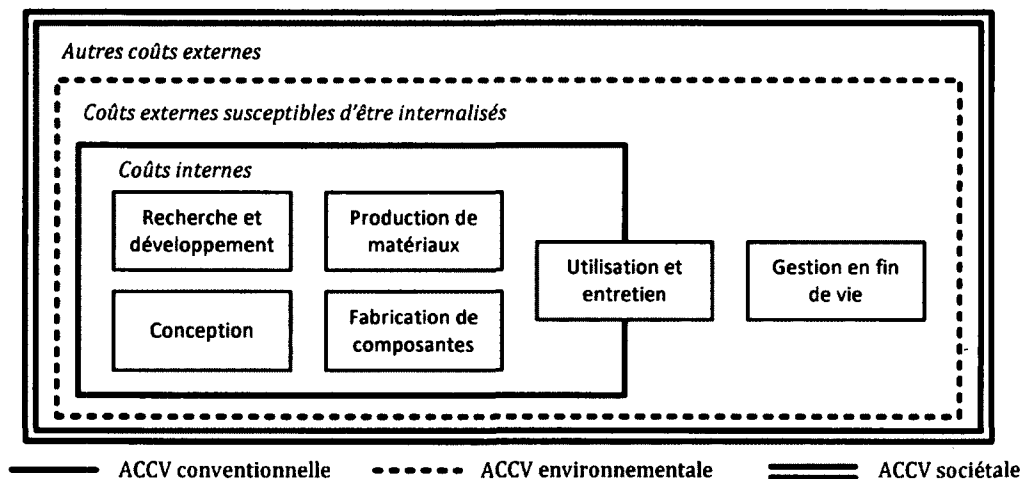 Autres coûts externes
Coûts externes susceptibles d'être internalisés
Coûts internes
Recherche et
développement
Production de
matériaux
Utilisation et
entretien
Gestion en fin
de vie
Conception
Fabrication de
composantes
ACCV conventionnelle
ACCV environnementale
ACCV sociétale